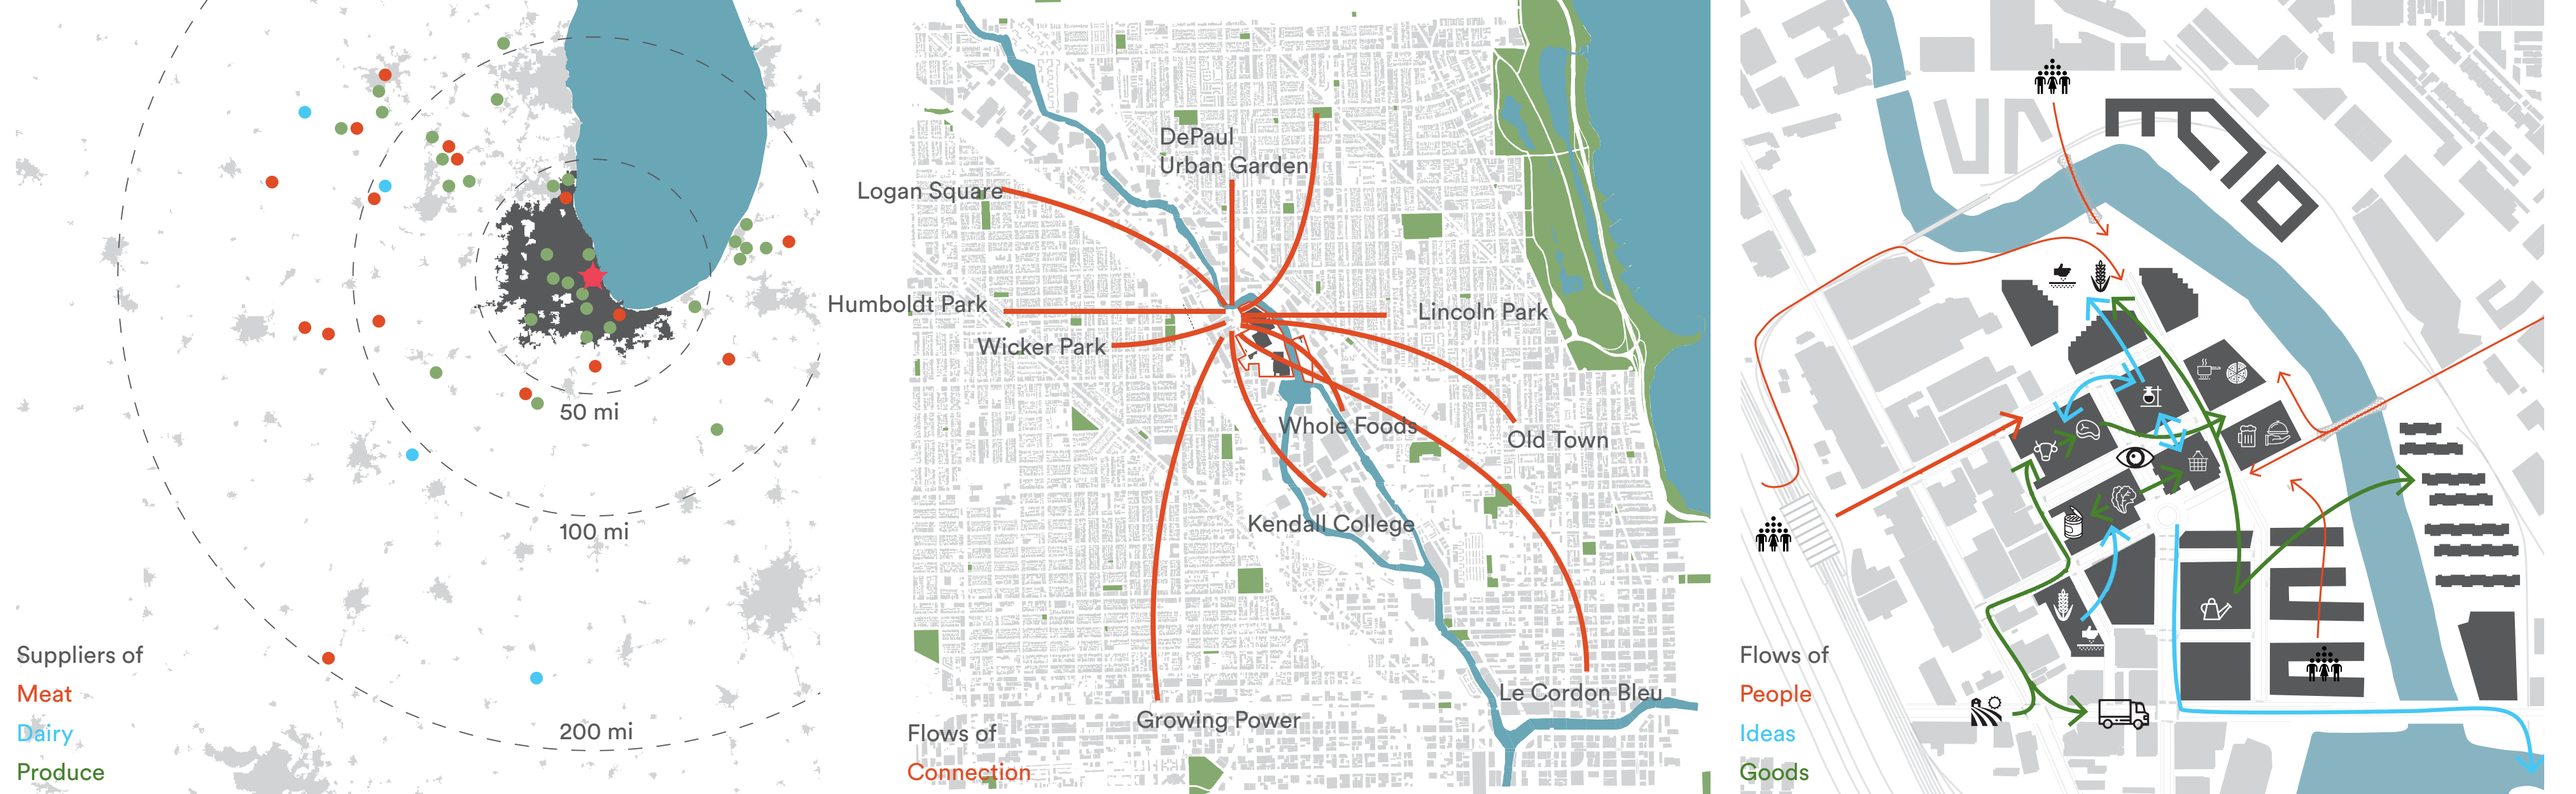 50 mi
100 mi
200 mi
Suppliers of
Meat
Dairy
Produce
DePaul
Urban Garden
Logan Square
Humboldt Park
Lincoln Park
Wicker Park
Whole Foods
Old Town
Kendall College
Le Cordon Bleu
Growing Power
Flows of
Connection
Flows of
People
Ideas
Goods